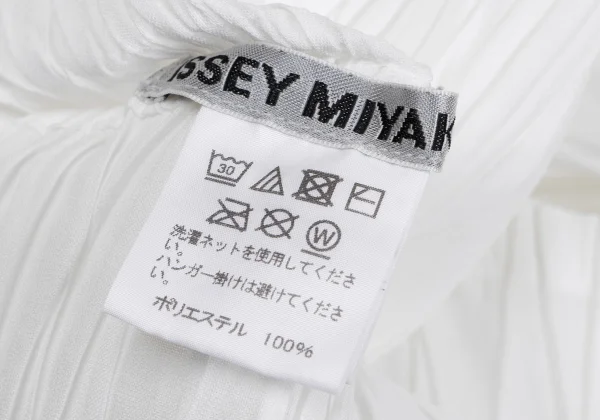 ISSEY MIYAK
30
W
洗濯ネットを使用してくださ
い。
ハンガー掛けは避けてくださ
い。
ポリエステル 100%